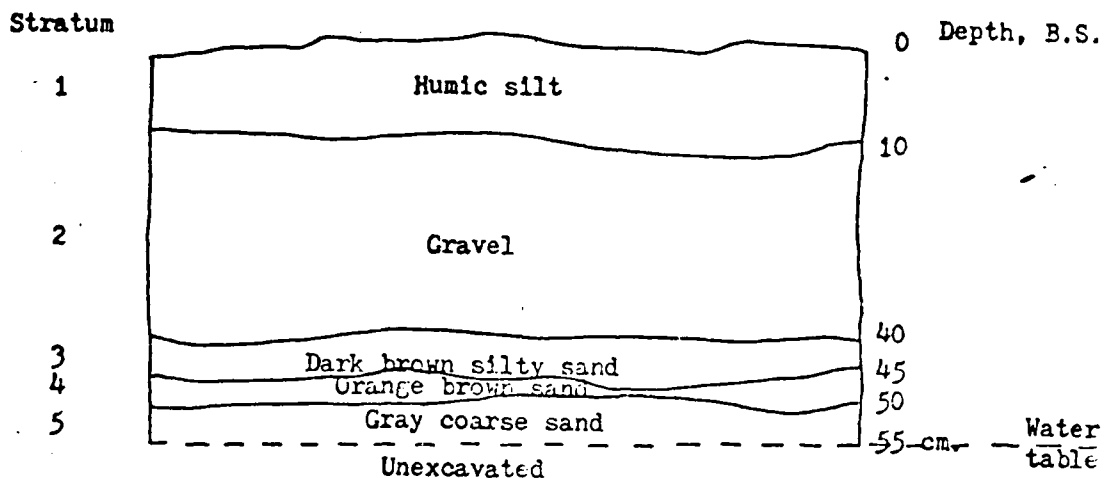 Stratum
0 Depth, B.S.
1 Humic silt
10
2 Gravel
40
3 Dark brown silty sand
45
4 Orange brown sand
50
5 Gray coarse sand
55 cm. Water
table
Unexcavated